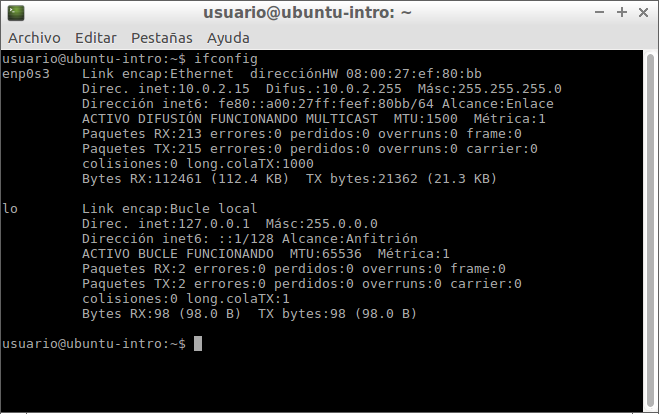 usuario@ubuntu-intro: ~
Archivo Editar Pestañas Ayuda
usuario@ubuntu-intro:~$ ifconfig
enp0s3    Link encap:Ethernet  direcciónHW 08:00:27:ef:80:bb
          Direc. inet:10.0.2.15  Difus.:10.0.2.255  Másc:255.255.255.0
          Dirección inet6: fe80::a00:27ff:feef:80bb/64 Alcance:Enlace
          ACTIVO DIFUSIÓN FUNCIONANDO MULTICAST  MTU:1500  Métrica:1
          Paquetes RX:213 errores:0 perdidos:0 overruns:0 frame:0
          Paquetes TX:215 errores:0 perdidos:0 overruns:0 carrier:0
          colisiones:0 long.colaTX:1000
          Bytes RX:112461 (112.4 KB)  TX bytes:21362 (21.3 KB)
lo        Link encap:Bucle local
          Direc. inet:127.0.0.1  Másc:255.0.0.0
          Dirección inet6: ::1/128 Alcance:Anfitrión
          ACTIVO BUCLE FUNCIONANDO  MTU:65536  Métrica:1
          Paquetes RX:2 errores:0 perdidos:0 overruns:0 frame:0
          Paquetes TX:2 errores:0 perdidos:0 overruns:0 carrier:0
          colisiones:0 long.colaTX:1
          Bytes RX:98 (98.0 B)  TX bytes:98 (98.0 B)
usuario@ubuntu-intro:~$